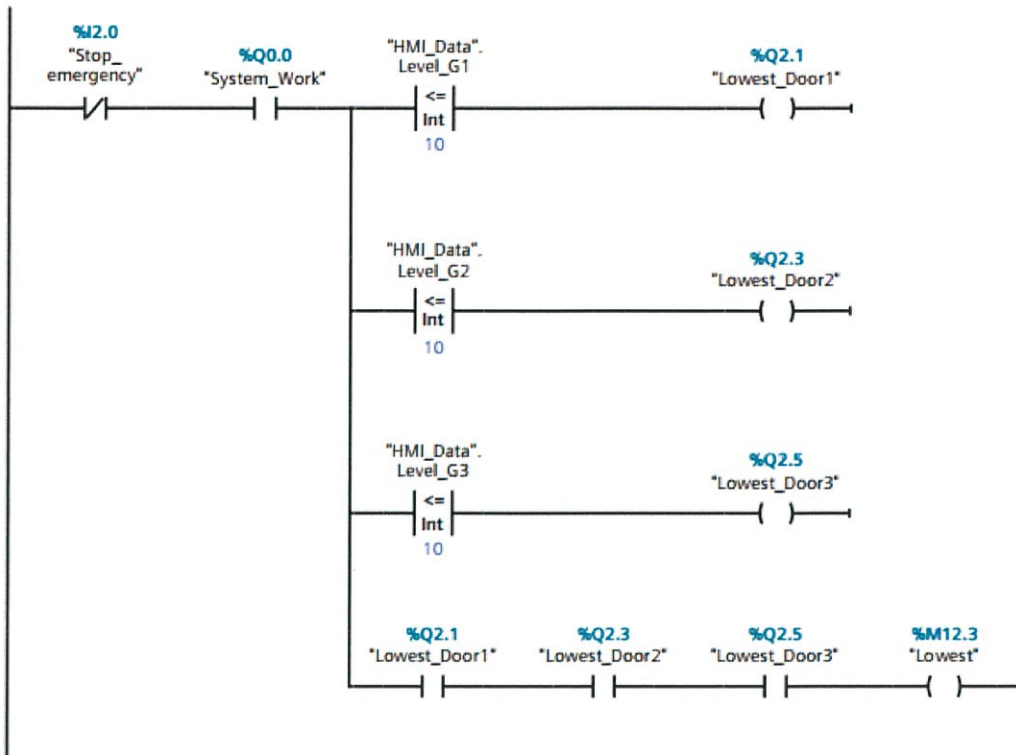 %I2.0
"Stop_
emergency"
%Q0.0
"System_Work"
"HMI_Data".
Level_G1
<=
Int
10
%Q2.1
"Lowest_Door1"
"HMI_Data".
Level_G2
<=
Int
10
%Q2.3
"Lowest_Door2"
"HMI_Data".
Level_G3
<=
Int
10
%Q2.5
"Lowest_Door3"
%Q2.1
"Lowest_Door1"
%Q2.3
"Lowest_Door2"
%Q2.5
"Lowest_Door3"
%M12.3
"Lowest"